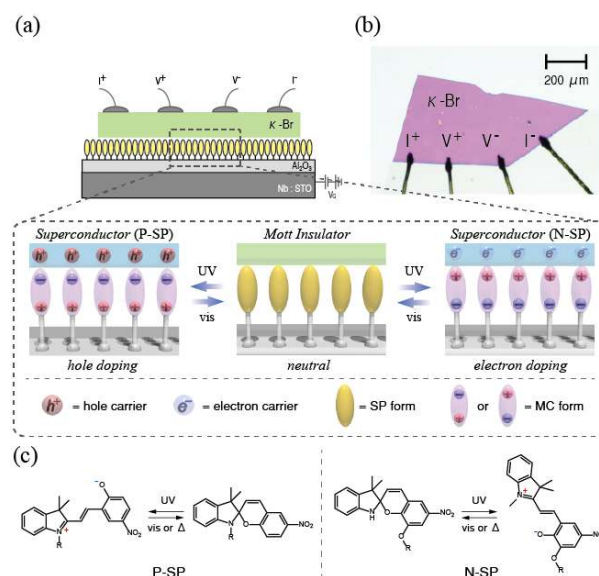 (a)
I⁺ V⁺ V⁻ I⁻
κ-Br
Al₂O₃
Nb : STO
V_G
(b)
200 μm
κ-Br
I⁺ V⁺ V⁻ I⁻
Superconductor (P-SP)
Mott Insulator
Superconductor (N-SP)
h⁺ h⁺ h⁺ h⁺ h⁺
e⁻ e⁻ e⁻ e⁻ e⁻
UV
vis
UV
vis
hole doping
neutral
electron doping
h⁺ = hole carrier
e⁻ = electron carrier
= SP form
or
= MC form
(c)
O⁻
N⁺
R
NO₂
UV
vis or Δ
N
R
O
NO₂
P-SP
N
H
O
NO₂
O
R
UV
vis or Δ
N⁺
⁻O
O
R
N-SP